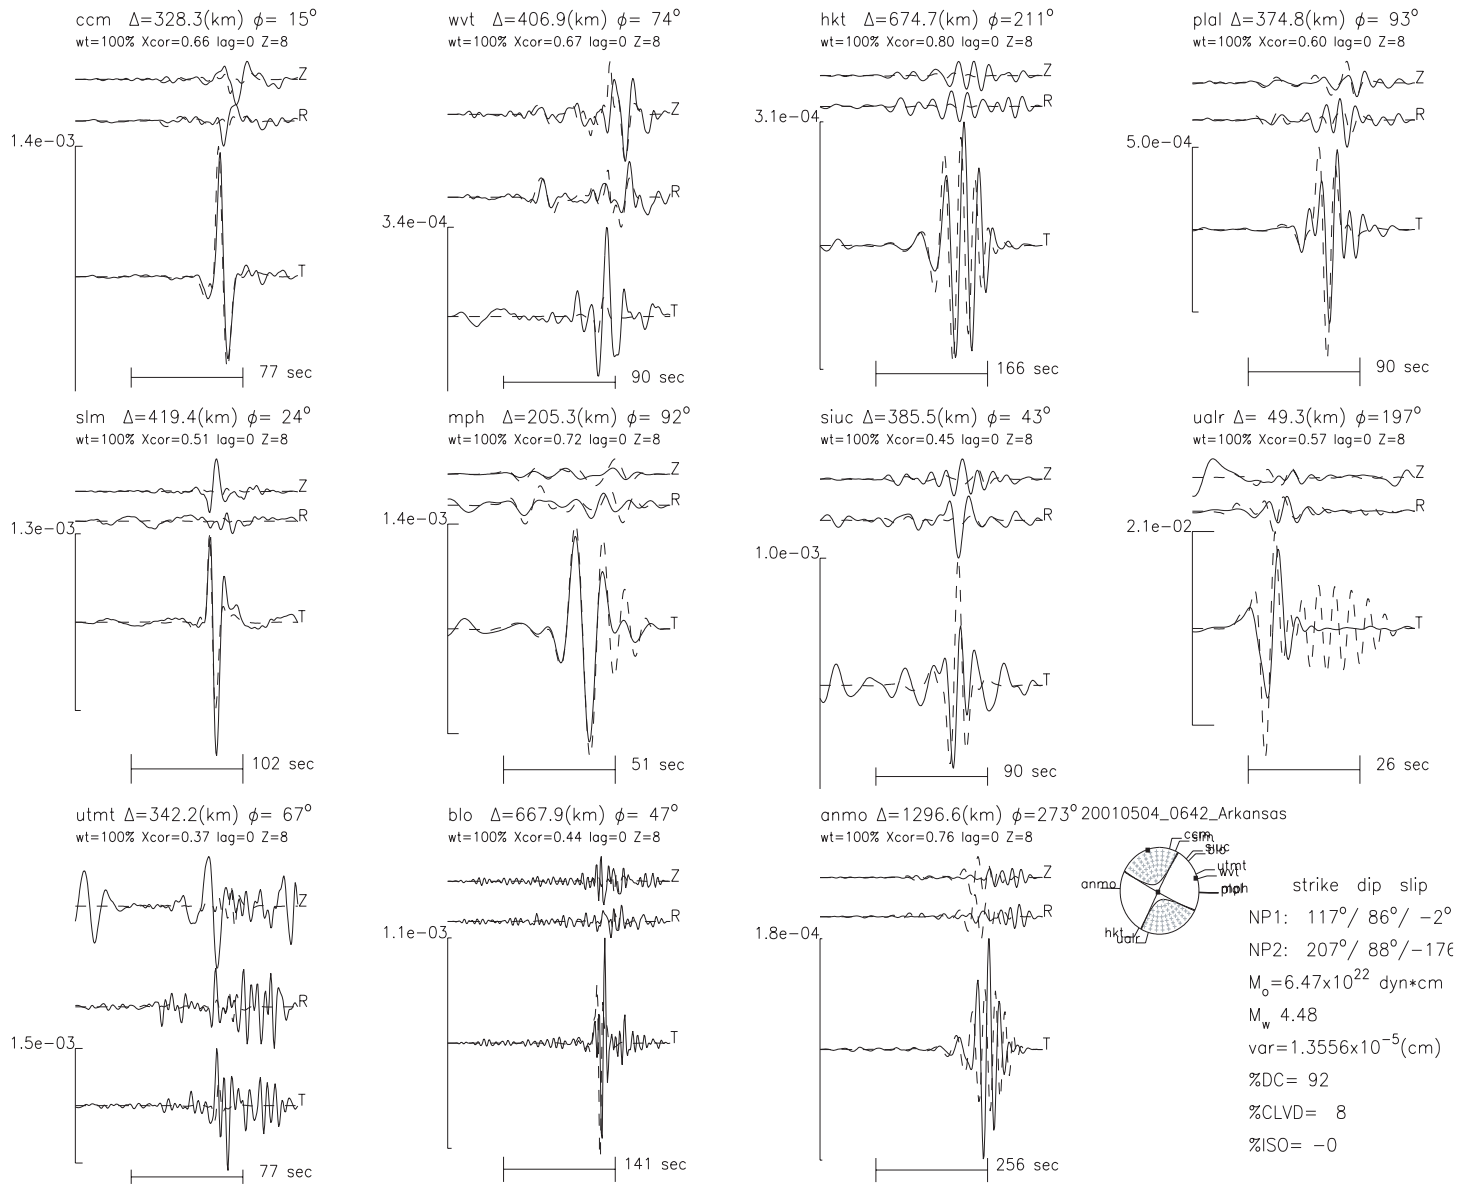 ccm Δ=328.3(km) φ= 15°
wt=100% Xcor=0.66 lag=0 Z=8
Z
R
1.4e-03
T
77 sec
wvt Δ=406.9(km) φ= 74°
wt=100% Xcor=0.67 lag=0 Z=8
Z
R
3.4e-04
T
90 sec
hkt Δ=674.7(km) φ=211°
wt=100% Xcor=0.80 lag=0 Z=8
Z
R
3.1e-04
T
166 sec
plal Δ=374.8(km) φ= 93°
wt=100% Xcor=0.60 lag=0 Z=8
Z
R
5.0e-04
T
90 sec
slm Δ=419.4(km) φ= 24°
wt=100% Xcor=0.51 lag=0 Z=8
Z
R
1.3e-03
T
102 sec
mph Δ=205.3(km) φ= 92°
wt=100% Xcor=0.72 lag=0 Z=8
Z
R
1.4e-03
T
51 sec
siuc Δ=385.5(km) φ= 43°
wt=100% Xcor=0.45 lag=0 Z=8
Z
R
1.0e-03
T
90 sec
ualr Δ= 49.3(km) φ=197°
wt=100% Xcor=0.57 lag=0 Z=8
Z
R
2.1e-02
T
26 sec
utmt Δ=342.2(km) φ= 67°
wt=100% Xcor=0.37 lag=0 Z=8
Z
R
1.5e-03
T
77 sec
blo Δ=667.9(km) φ= 47°
wt=100% Xcor=0.44 lag=0 Z=8
Z
R
1.1e-03
T
141 sec
anmo Δ=1296.6(km) φ=273°
wt=100% Xcor=0.76 lag=0 Z=8
Z
R
1.8e-04
T
256 sec
20010504_0642_Arkansas
ccm
slm
siuc
blo
utmt
wvt
anmo
hkt
ualr
strike dip slip
NP1: 117°/ 86°/ -2°
NP2: 207°/ 88°/-176
M₀=6.47x10²² dyn*cm
Mw 4.48
var=1.3556x10⁻⁵(cm)
%DC= 92
%CLVD= 8
%ISO= -0